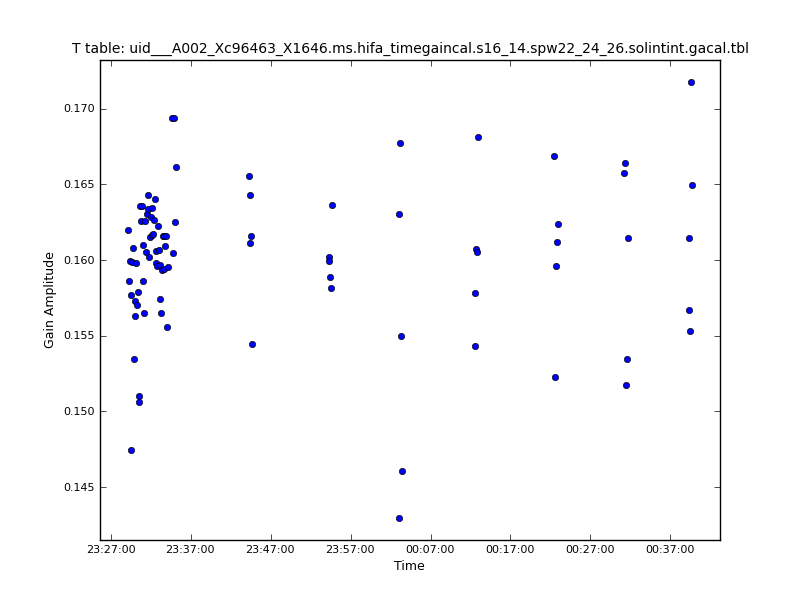 T table: uid___A002_Xc96463_X1646.ms.hifa_timegaincal.s16_14.spw22_24_26.solintint.gacal.tbl
Gain Amplitude
0.170
0.165
0.160
0.155
0.150
0.145
23:27:00 23:37:00 23:47:00 23:57:00 00:07:00 00:17:00 00:27:00 00:37:00
Time